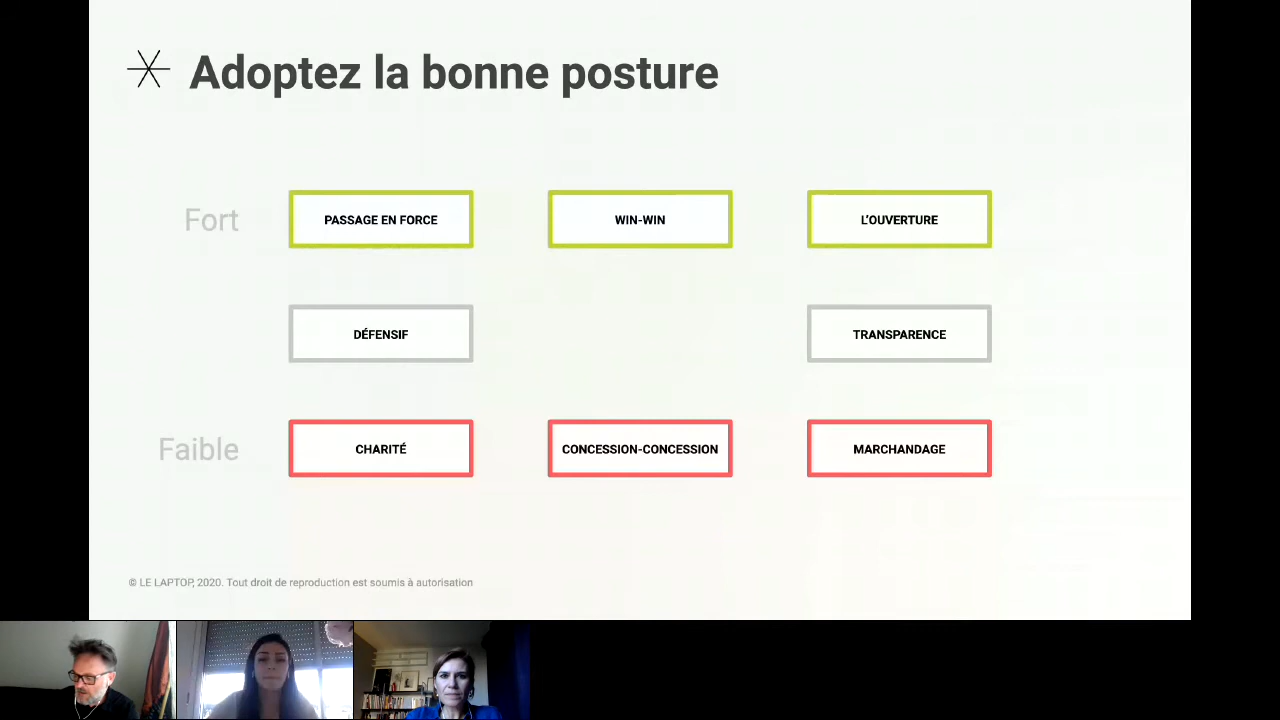 Adoptez la bonne posture
Fort
PASSAGE EN FORCE
WIN-WIN
L'OUVERTURE
DÉFENSIF
TRANSPARENCE
Faible
CHARITÉ
CONCESSION-CONCESSION
MARCHANDAGE
© LE LAPTOP, 2020. Tout droit de reproduction est soumis à autorisation